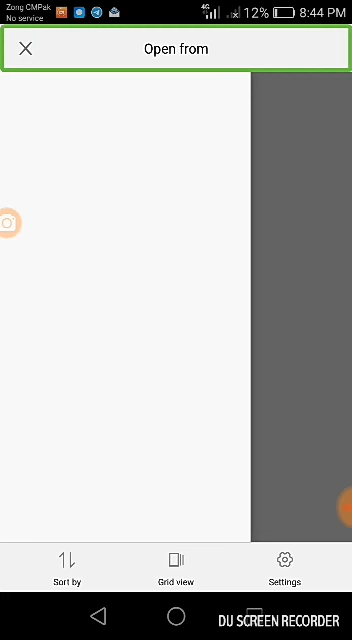 Zong CMPak
No service
4G
12%
8:44 PM
Open from
Sort by
Grid view
Settings
DU SCREEN RECORDER